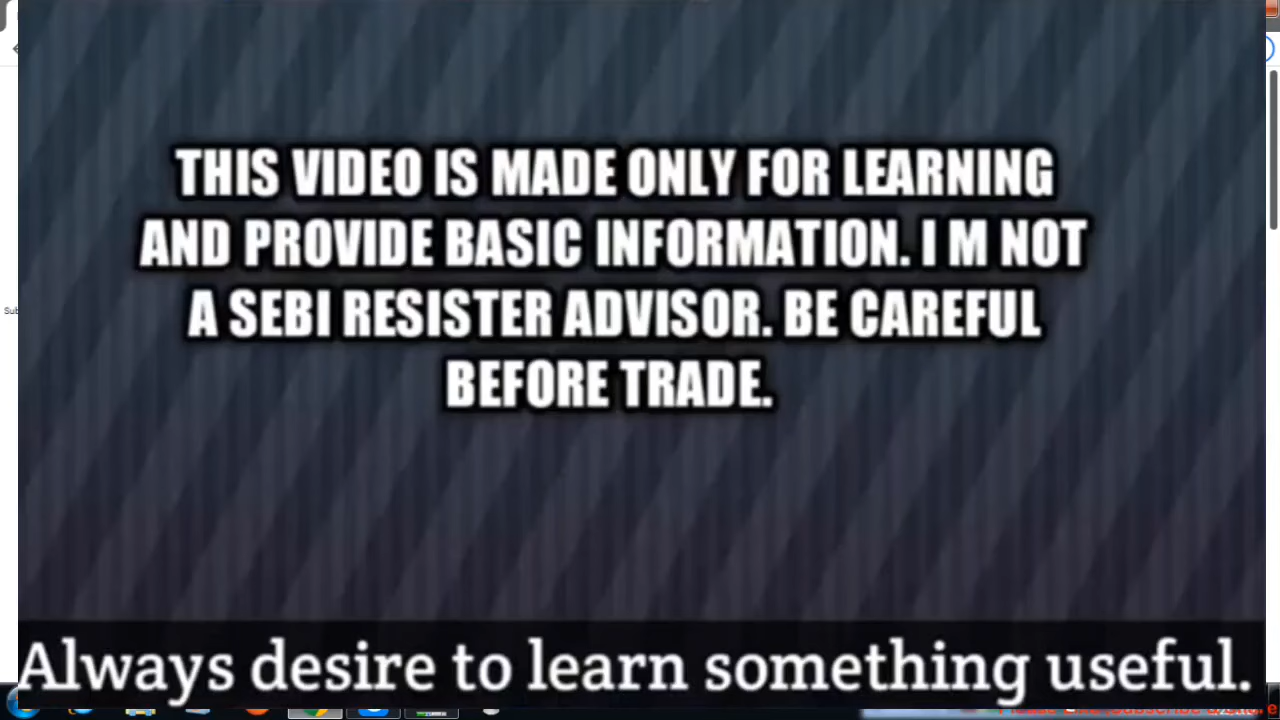 THIS VIDEO IS MADE ONLY FOR LEARNING
AND PROVIDE BASIC INFORMATION. I M NOT
A SEBI RESISTER ADVISOR. BE CAREFUL
BEFORE TRADE.
Always desire to learn something useful.